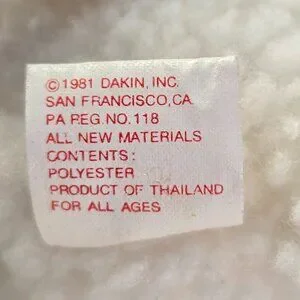 ©1981 DAKIN, INC.
SAN FRANCISCO, CA.
PA REG. NO. 118
ALL NEW MATERIALS
CONTENTS:
POLYESTER
PRODUCT OF THAILAND
FOR ALL AGES